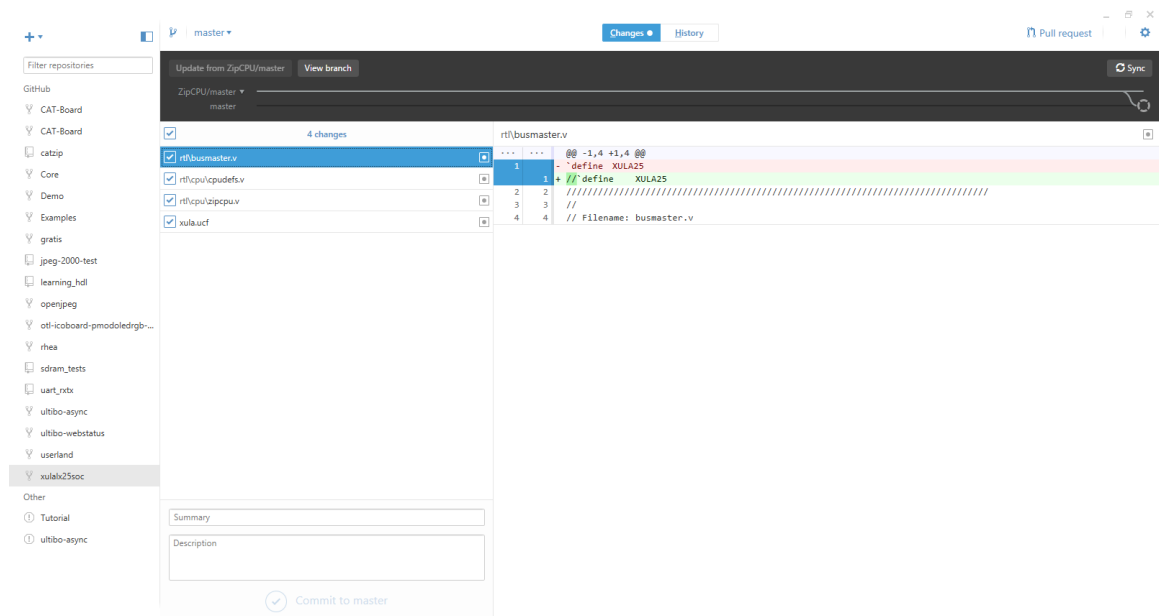 master
Changes
History
Pull request
Filter repositories
GitHub
CAT-Board
CAT-Board
catzip
Core
Demo
Examples
gratis
jpeg-2000-test
learning_hdl
openjpeg
otl-icoboard-pmodoledrgb-...
rhea
sdram_tests
uart_rxtx
ultibo-async
ultibo-webstatus
userland
xulalx25soc
Other
Tutorial
ultibo-async
Update from ZipCPU/master
View branch
Sync
ZipCPU/master
master
4 changes
rtl\busmaster.v
rtl\cpu\cpudefs.v
rtl\cpu\zipcpu.v
xula.ucf
Summary
Description
Commit to master
rtl\busmaster.v
... ... @@ -1,4 +1,4 @@
1 - `define XULA25
1 + //`define XULA25
2 2 ////////////////////////////////////////////////////////////////////////////////
3 3 //
4 4 // Filename: busmaster.v